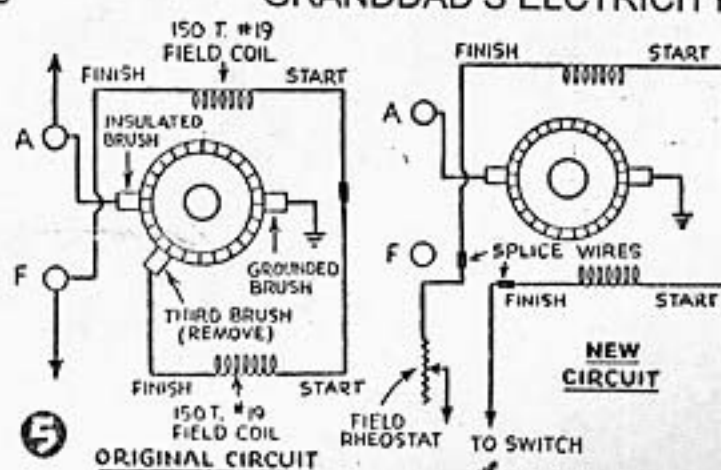 GRANDDAD'S ELECTRICITY
150 T. #19
FIELD COIL
FINISH
START
A
INSULATED
BRUSH
F
GROUNDED
BRUSH
THIRD BRUSH
(REMOVE)
FINISH
START
150 T. #19
FIELD COIL
5
ORIGINAL CIRCUIT
FINISH
START
A
F
SPLICE WIRES
FINISH
START
NEW
CIRCUIT
FIELD
RHEOSTAT
TO SWITCH